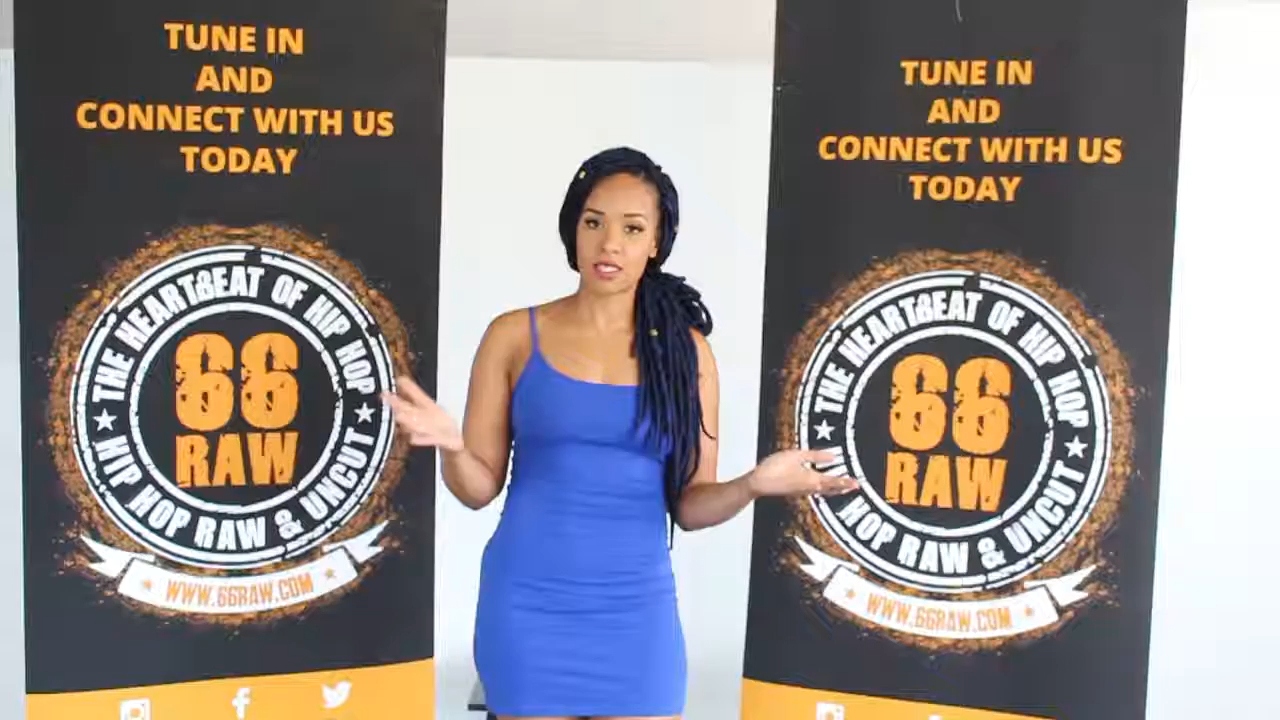 TUNE IN
AND
CONNECT WITH US
TODAY
THE HEARTBEAT OF HIP HOP
66
RAW
HIP HOP RAW & UNCUT
WWW.66RAW.COM
TUNE IN
AND
CONNECT WITH US
TODAY
THE HEARTBEAT OF HIP HOP
66
RAW
HOP RAW & UNCUT
WWW.66RAW.COM